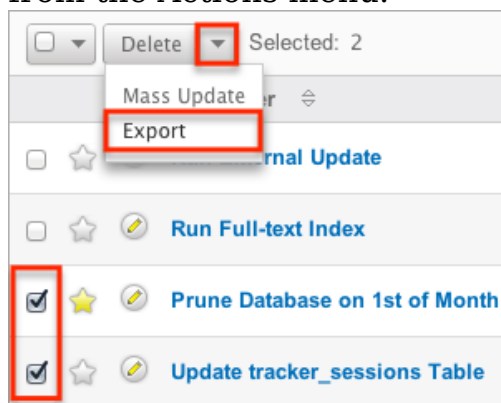 from the Actions menu.
Delete Selected: 2
Mass Update
Export
rnal Update
Run Full-text Index
Prune Database on 1st of Month
Update tracker_sessions Table